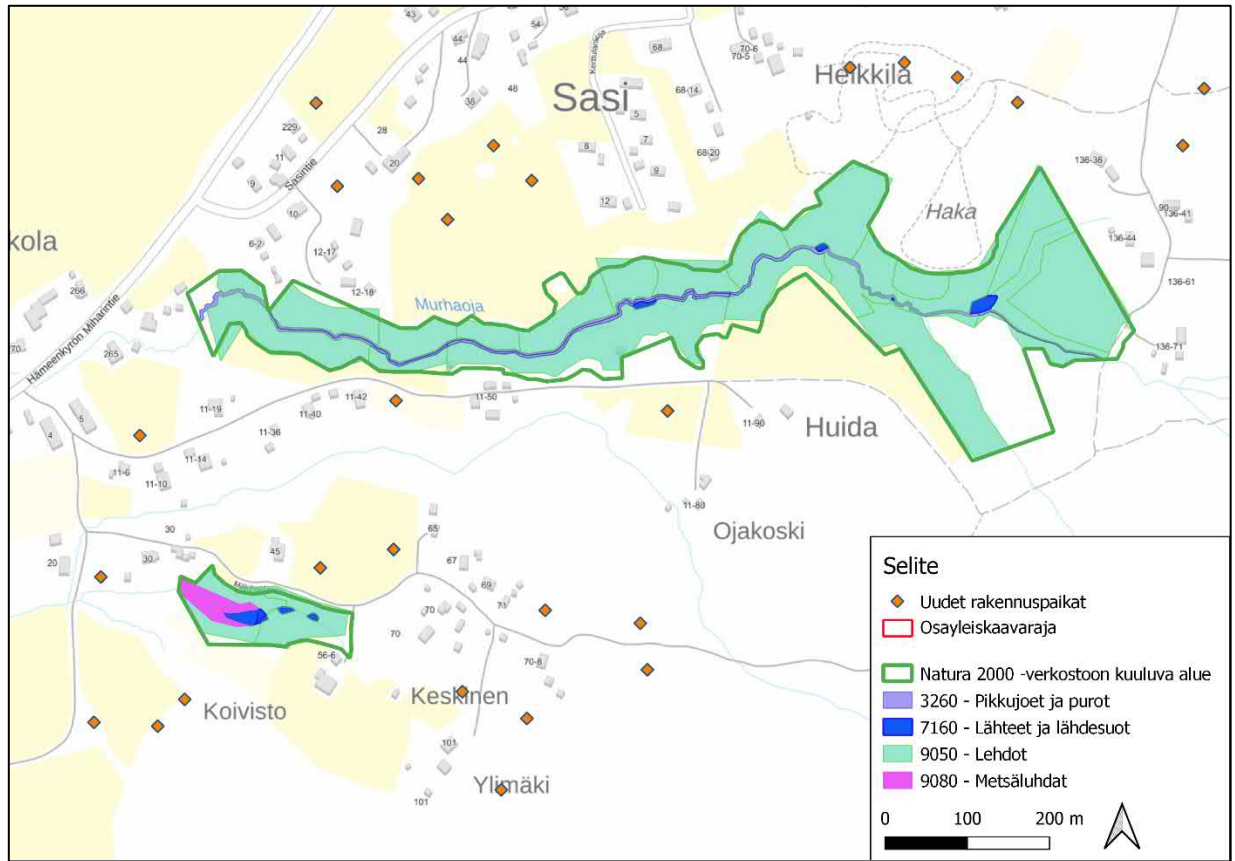 43
54
44
44
38
48
68
Kerttulankuja
70-6
70-5
Heikkilä
Sasi
68-14
229
28
11
20
Sasintie
9
5
7
8
9
68-20
136-38
12
10
Haka
90
136-41
kola
6-2
12-17
136-44
266
12-18
Murhaoja
136-61
Hämeenkyrön Miharintie
70
265
136-71
11-19
11-40
11-42
11-50
5
4
11-36
11-90
Huida
11-14
11-6
11-10
11-80
Ojakoski
30
65
20
30
45
67
69
71
70
70
56-6
70-8
Koivisto
Keskinen
101
Ylimäki
101
Selite
Uudet rakennuspaikat
Osayleiskaavaraja
Natura 2000 -verkostoon kuuluva alue
3260 - Pikkujoet ja purot
7160 - Lähteet ja lähdesuot
9050 - Lehdot
9080 - Metsäluhdat
0 100 200 m